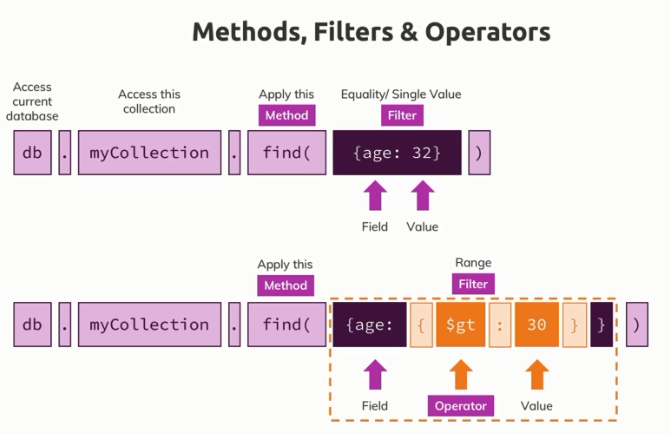 Methods, Filters & Operators
Access
current
database
Access this
collection
Apply this
Method
Equality/ Single Value
Filter
db . myCollection . find( {age: 32} )
Field Value
Apply this
Method
Range
Filter
db . myCollection . find( {age: { $gt : 30 } } )
Field Operator Value